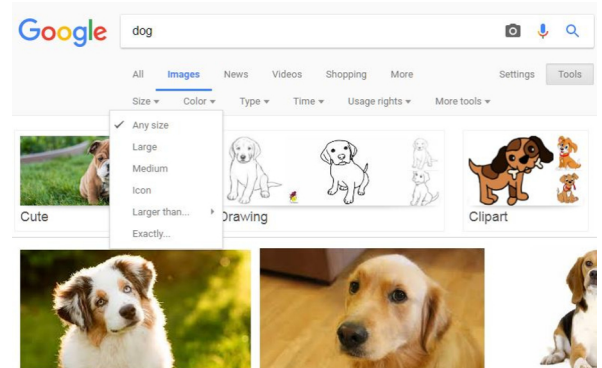 Google dog
All Images News Videos Shopping More Settings Tools
Size Color Type Time Usage rights More tools
Any size
Large
Medium
Icon
Larger than...
Exactly...
Cute Drawing Clipart